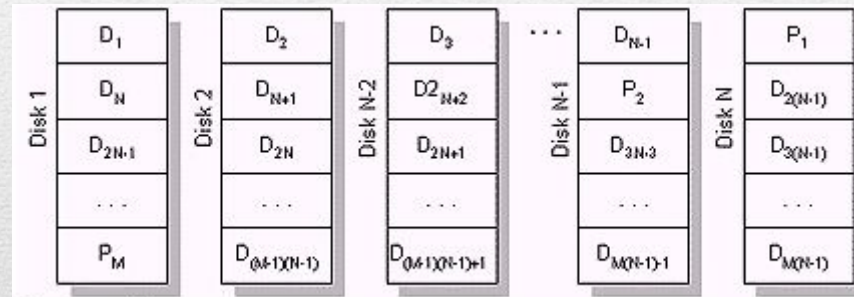 D1 D2 D3 ... DN-1 P1
Disk 1 Disk 2 Disk N-2 Disk N-1 Disk N
DN DN+1 D2N+2 P2 D2(N-1)
D2N-1 D2N D2N+1 D3N-3 D3(N-1)
... ... ... ... ...
PM D(M-1)(N-1) D(M-1)(N-1)+1 DM(N-1)-1 DM(N-1)